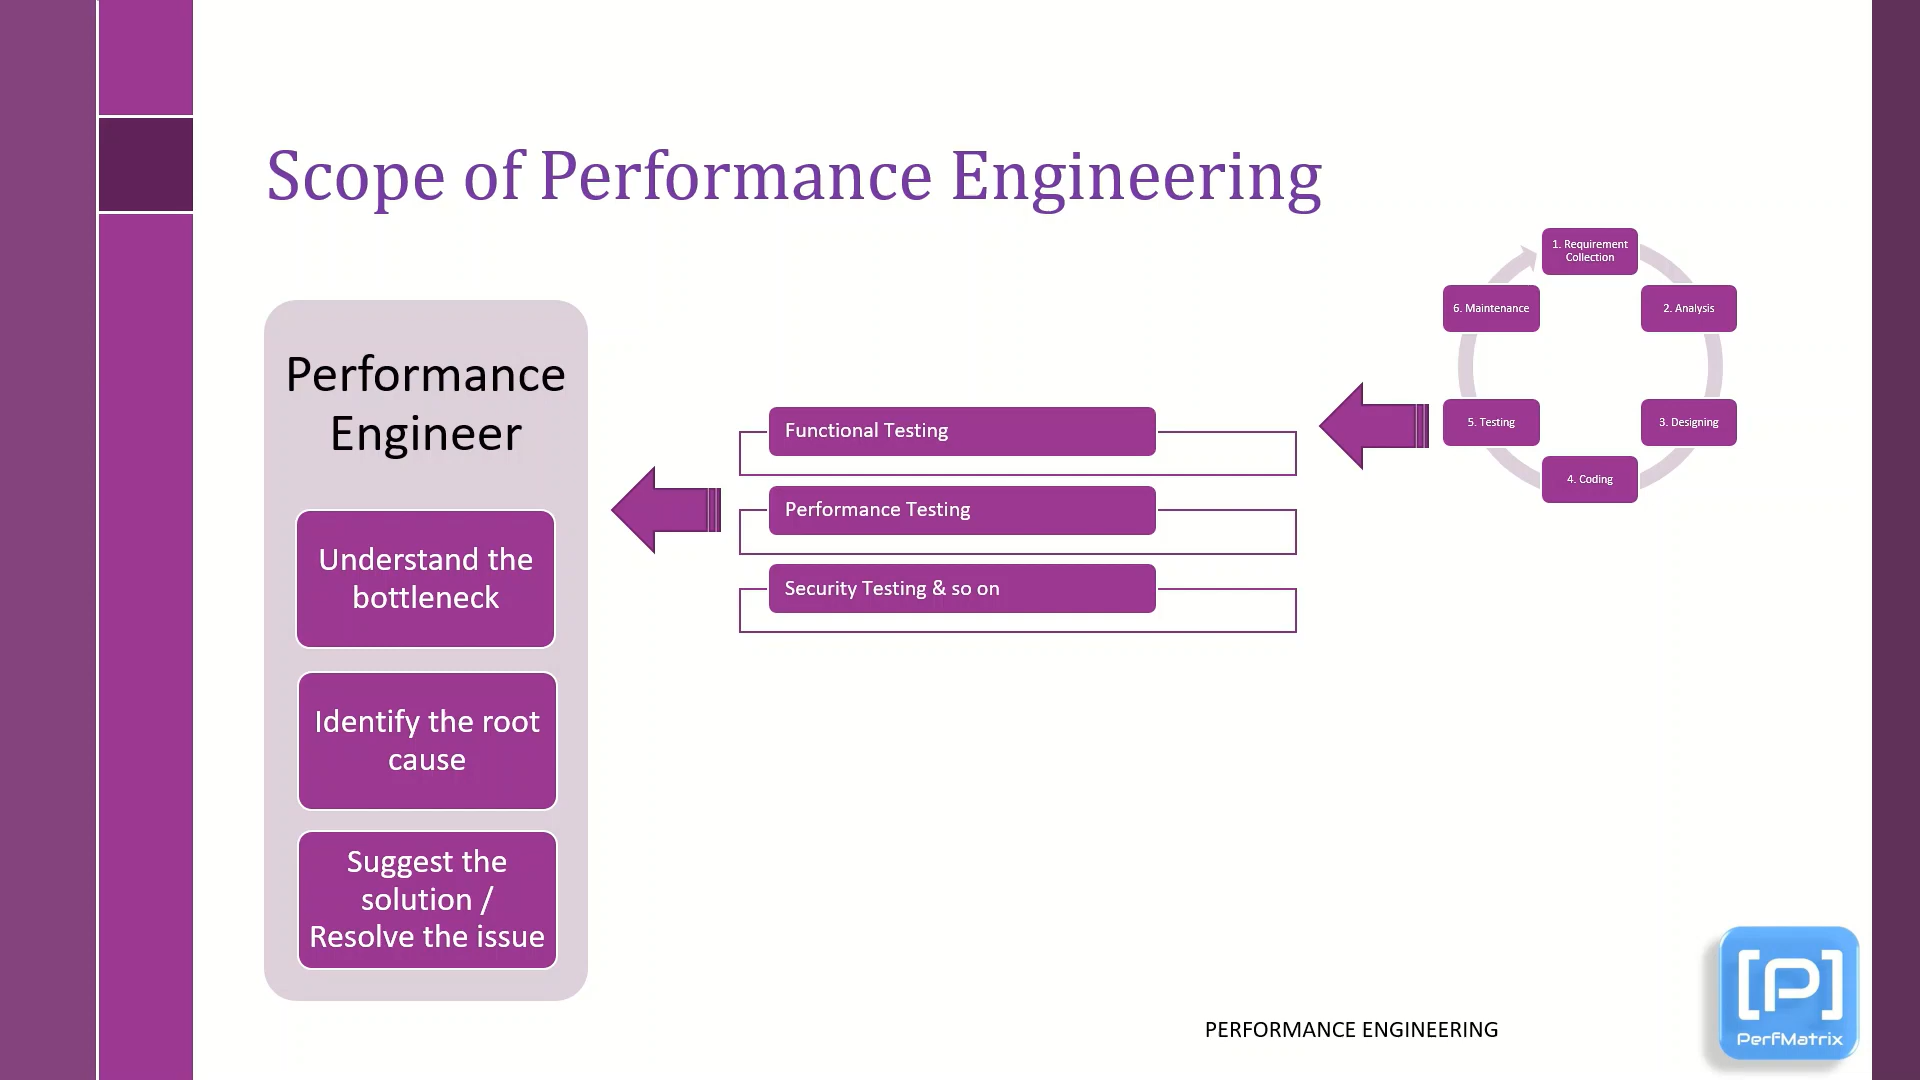 Scope of Performance Engineering
Performance
Engineer
Understand the
bottleneck
Identify the root
cause
Suggest the
solution /
Resolve the issue
Functional Testing
Performance Testing
Security Testing & so on
1. Requirement
Collection
2. Analysis
3. Designing
4. Coding
5. Testing
6. Maintenance
PERFORMANCE ENGINEERING
[P]
PerfMatrix